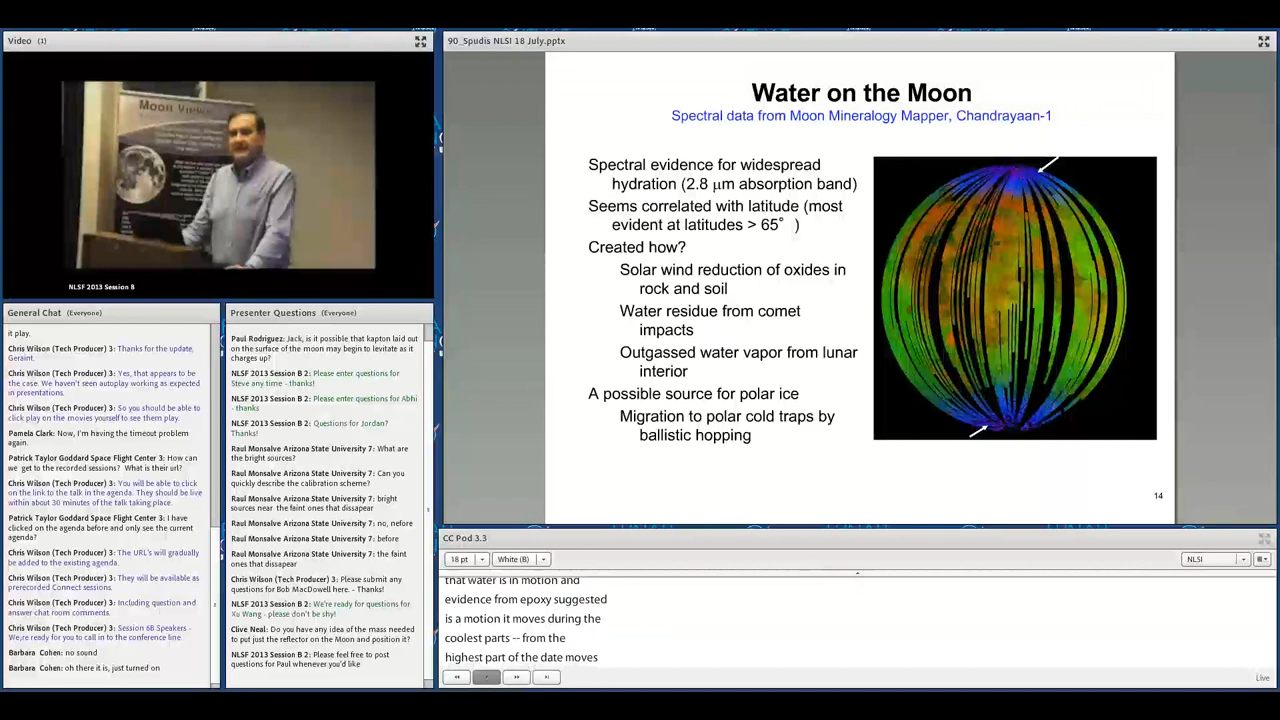 Video (1)
Moon Views
NLSF 2013 Session B
General Chat (Everyone)
it play.
Chris Wilson (Tech Producer) 3: Thanks for the update,
Geraint.
Chris Wilson (Tech Producer) 3: Yes, that appears to be
the case. We haven't seen autoplay working as expected
in presentations.
Chris Wilson (Tech Producer) 3: So you should be able to
click play on the movies yourself to see them play.
Pamela Clark: Now, I'm having the timeout problem
again.
Patrick Taylor Goddard Space Flight Center 3: How can
we get to the recorded sessions? What is their url?
Chris Wilson (Tech Producer) 3: You will be able to click
on the link to the talk in the agenda. They should be live
within about 30 minutes of the talk taking place.
Patrick Taylor Goddard Space Flight Center 3: I have
clicked on the agenda before and only see the current
agenda?
Chris Wilson (Tech Producer) 3: The URL's will gradually
be added to the existing agenda.
Chris Wilson (Tech Producer) 3: They will be available as
prerecorded Connect sessions.
Chris Wilson (Tech Producer) 3: Including question and
answer chat room comments.
Chris Wilson (Tech Producer) 3: Session 6B Speakers -
We;re ready for you to call in to the conference line.
Barbara Cohen: no sound
Barbara Cohen: oh there it is, just turned on
Presenter Questions (Everyone)
Paul Rodriguez: Jack, is it possible that kapton laid out
on the surface of the moon may begin to levitate as it
charges up?
NLSF 2013 Session B 2: Please enter questions for
Steve any time - thanks!
NLSF 2013 Session B 2: Please enter questions for Abhi
- thanks
NLSF 2013 Session B 2: Questions for Jordan?
Thanks!
Raul Monsalve Arizona State University 7: What are
the bright sources?
Raul Monsalve Arizona State University 7: Can you
quickly describe the calibration scheme?
Raul Monsalve Arizona State University 7: bright
sources near the faint ones that dissapear
Raul Monsalve Arizona State University 7: no, nefore
Raul Monsalve Arizona State University 7: before
Raul Monsalve Arizona State University 7: the faint
ones that dissapear
Chris Wilson (Tech Producer) 3: Please submit any
questions for Bob MacDowell here. - Thanks!
NLSF 2013 Session B 2: We're ready for questions for
Xu Wang - please don't be shy!
Clive Neal: Do you have any idea of the mass needed
to put just the reflector on the Moon and position it?
NLSF 2013 Session B 2: Please feel free to post
questions for Paul whenever you'd like
90_Spudis NLSI 18 July.pptx
Water on the Moon
Spectral data from Moon Mineralogy Mapper, Chandrayaan-1
Spectral evidence for widespread
hydration (2.8 μm absorption band)
Seems correlated with latitude (most
evident at latitudes > 65° )
Created how?
Solar wind reduction of oxides in
rock and soil
Water residue from comet
impacts
Outgassed water vapor from lunar
interior
A possible source for polar ice
Migration to polar cold traps by
ballistic hopping
14
CC Pod 3.3
18 pt
White (B)
NLSI
that water is in motion and
evidence from epoxy suggested
is a motion it moves during the
coolest parts -- from the
highest part of the date moves
Live